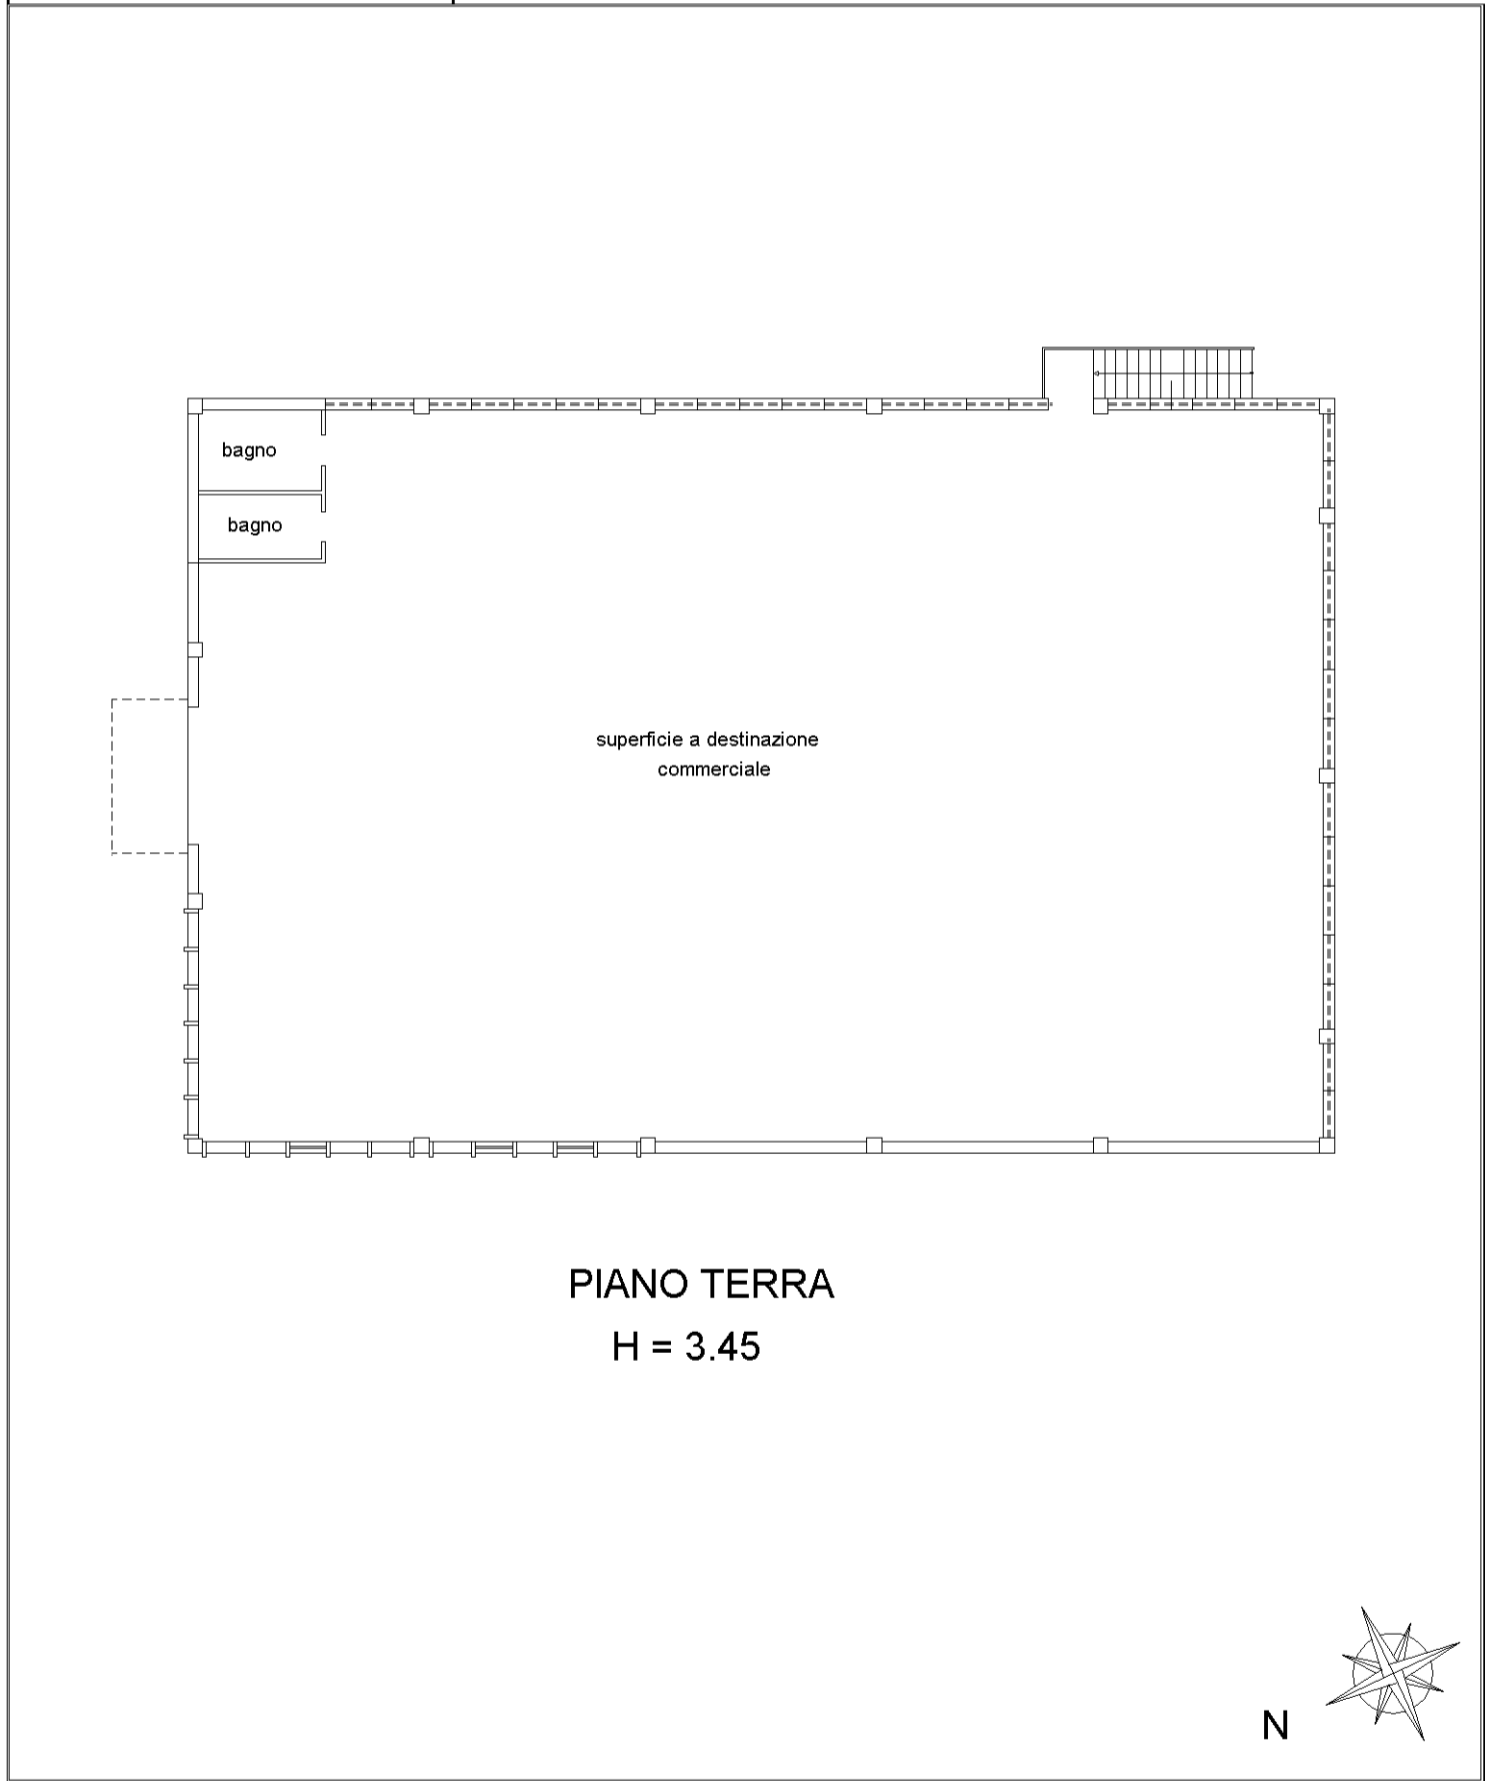 bagno
bagno
superficie a destinazione
commerciale
PIANO TERRA
H = 3.45
N